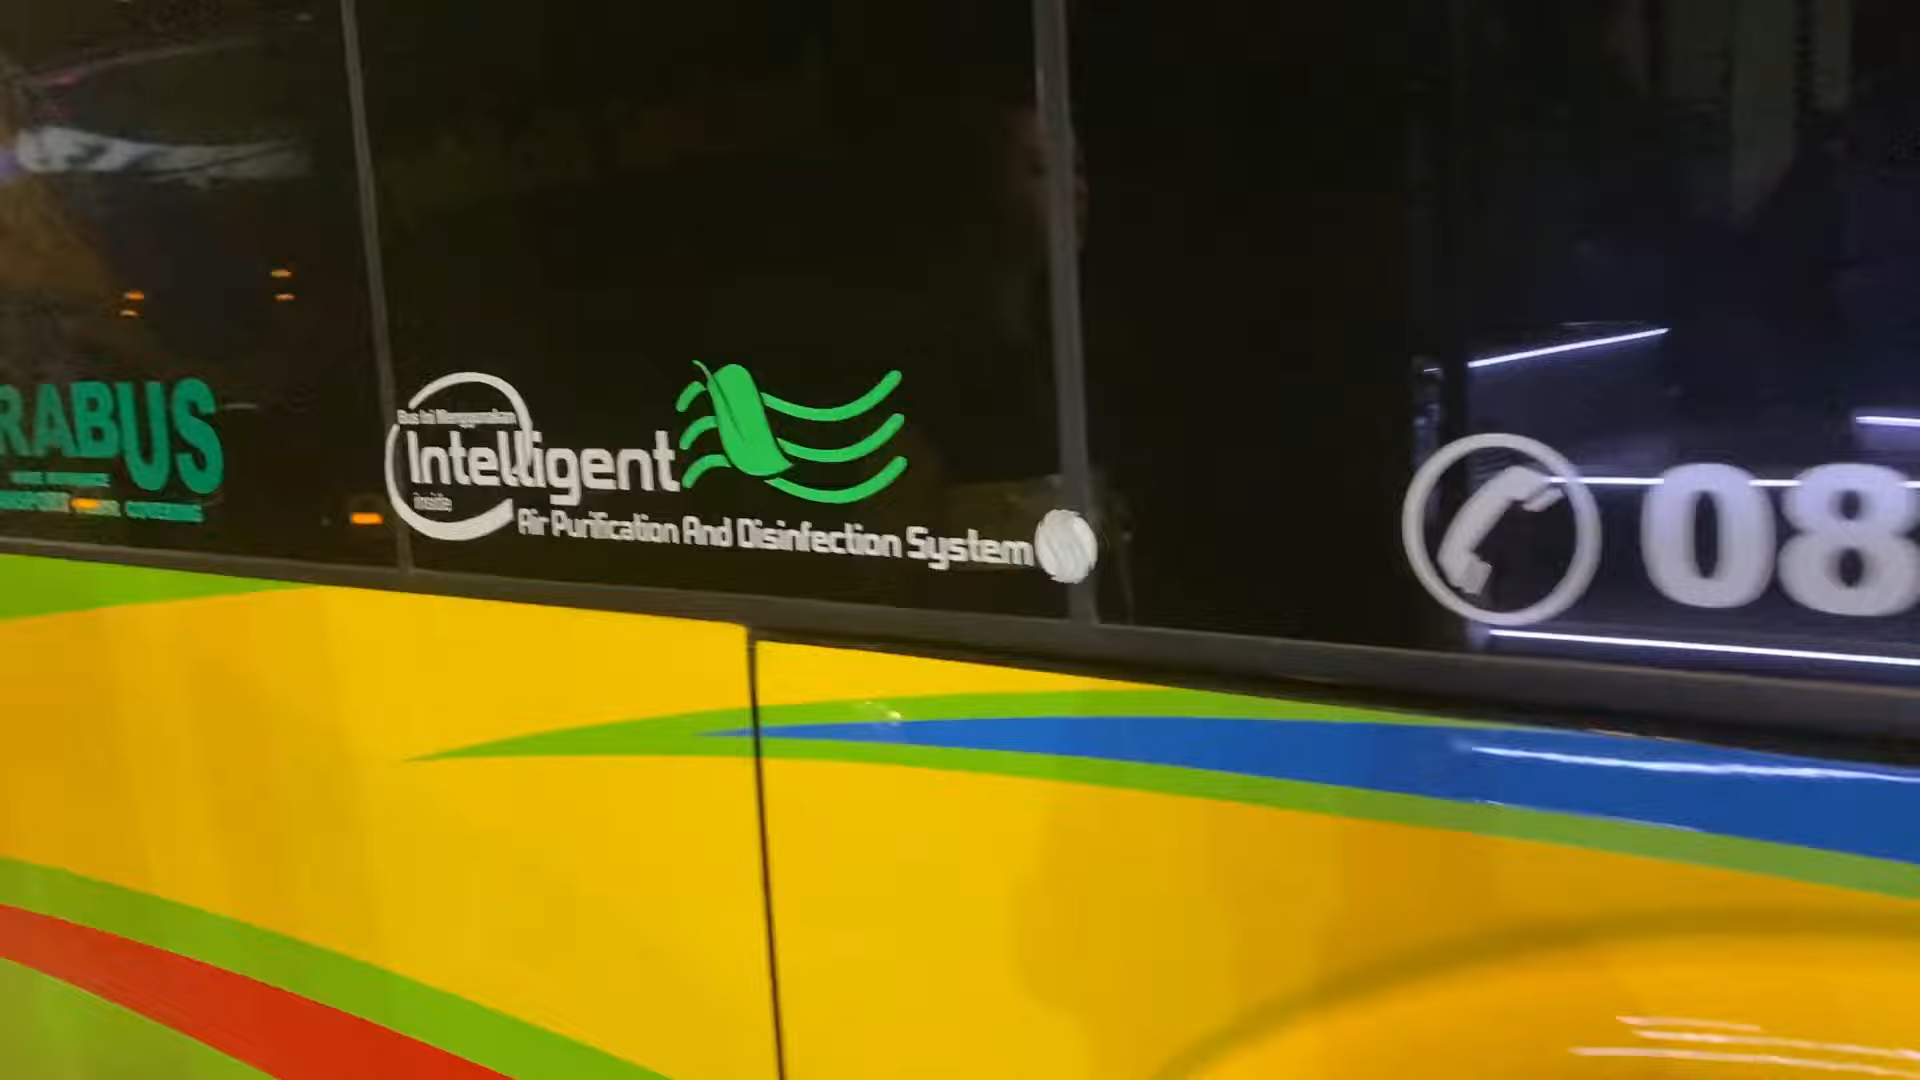 RABUS
Bus Ini Menggunakan
Intelligent
inside
Air Purification And Disinfection System
08